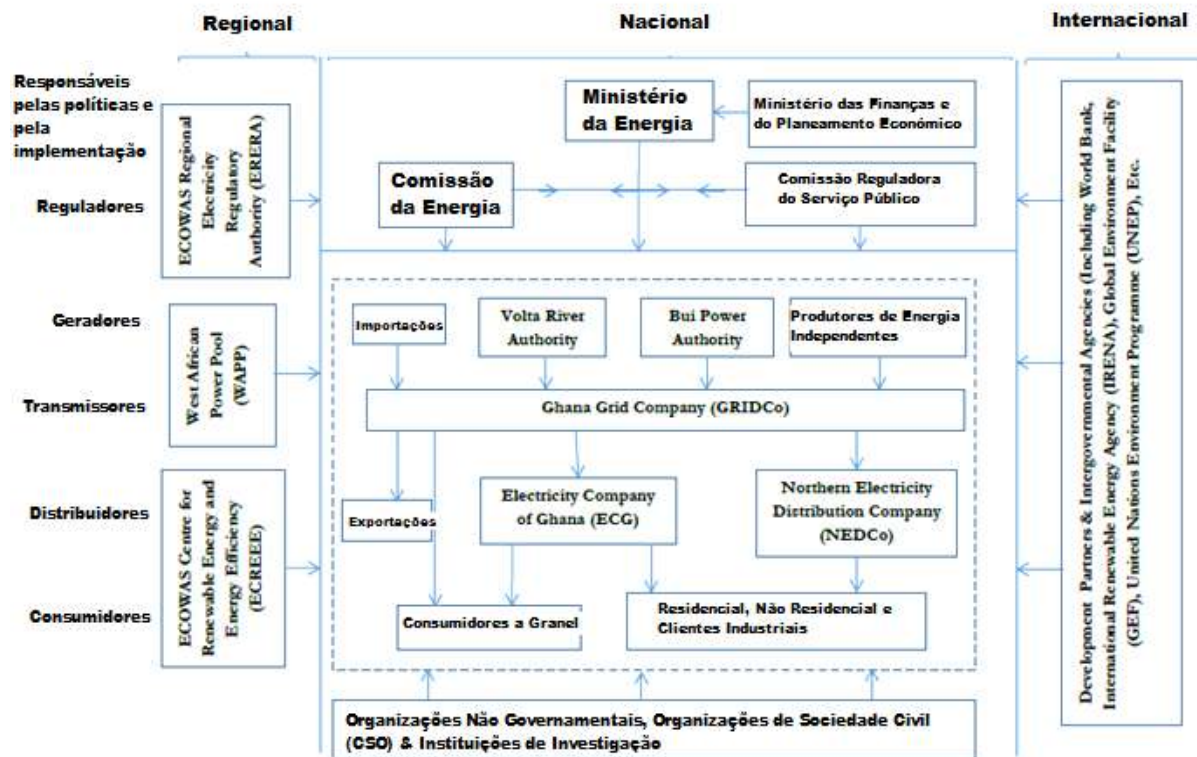 Regional
Nacional
Internacional
Responsáveis
pelas políticas e
pela
implementação
Reguladores
Geradores
Transmissores
Distribuidores
Consumidores
ECOWAS Regional
Electricity
Regulatory
Authority (ERERA)
West African
Power Pool
(WAPP)
ECOWAS Centre for
Renewable Energy and
Energy Efficiency
(ECREEE)
Ministério
da Energia
Ministério das Finanças e
do Planeamento Económico
Comissão
da Energia
Comissão Reguladora
do Serviço Público
Importações
Volta River
Authority
Bui Power
Authority
Produtores de Energia
Independentes
Ghana Grid Company (GRIDCo)
Exportações
Electricity Company
of Ghana (ECG)
Northern Electricity
Distribution Company
(NEDCo)
Consumidores a Granel
Residencial, Não Residencial e
Clientes Industriais
Organizações Não Governamentais, Organizações de Sociedade Civil
(CSO) & Instituições de Investigação
Development Partners & Intergovernmental Agencies (Including World Bank,
International Renewable Energy Agency (IRENA), Global Environment Facility
(GEF), United Nations Environment Programme (UNEP), Etc.